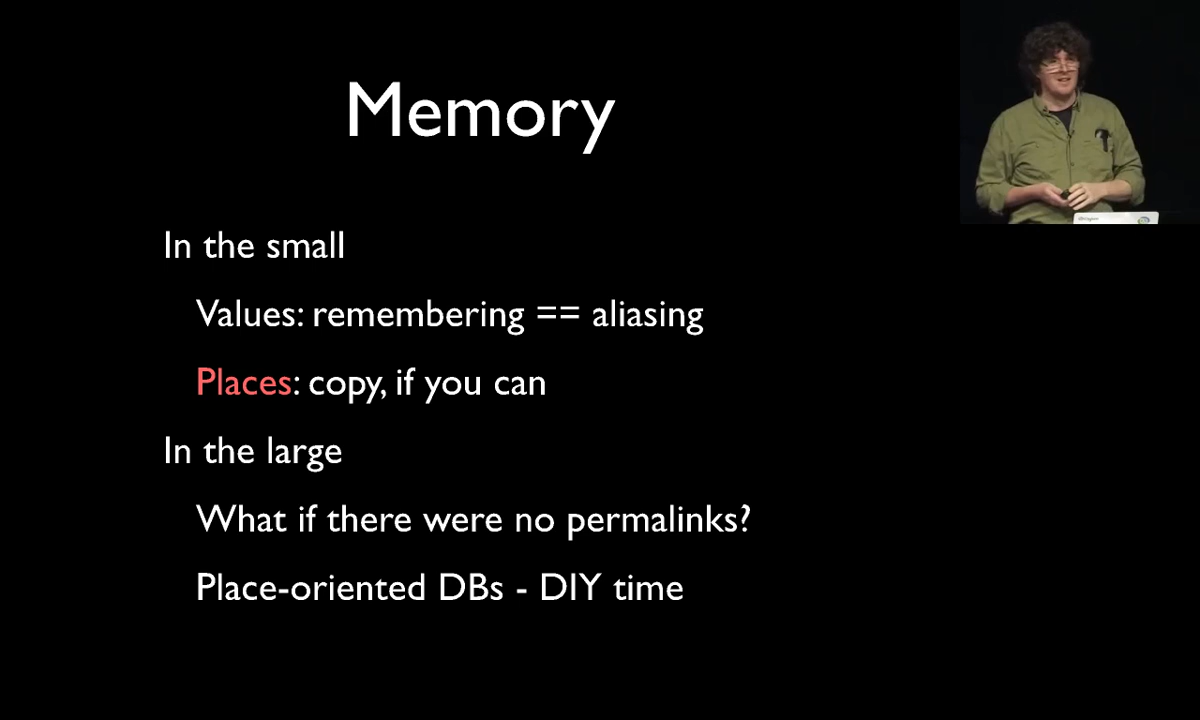 Memory
In the small
Values: remembering == aliasing
Places: copy, if you can
In the large
What if there were no permalinks?
Place-oriented DBs - DIY time